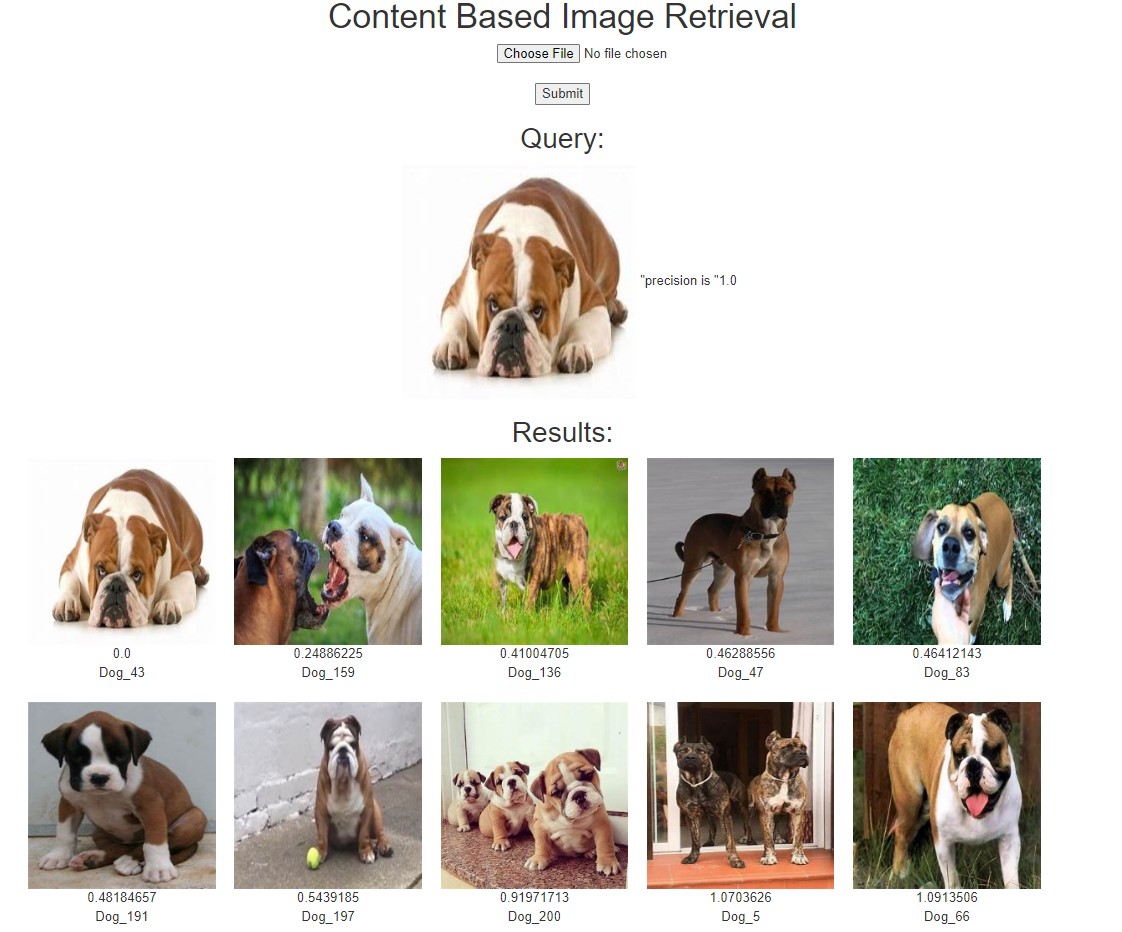 Content Based Image Retrieval
Choose File No file chosen
Submit
Query:
"precision is "1.0
Results:
0.0
Dog_43
0.24886225
Dog_159
0.41004705
Dog_136
0.46288556
Dog_47
0.46412143
Dog_83
0.48184657
Dog_191
0.5439185
Dog_197
0.91971713
Dog_200
1.0703626
Dog_5
1.0913506
Dog_66